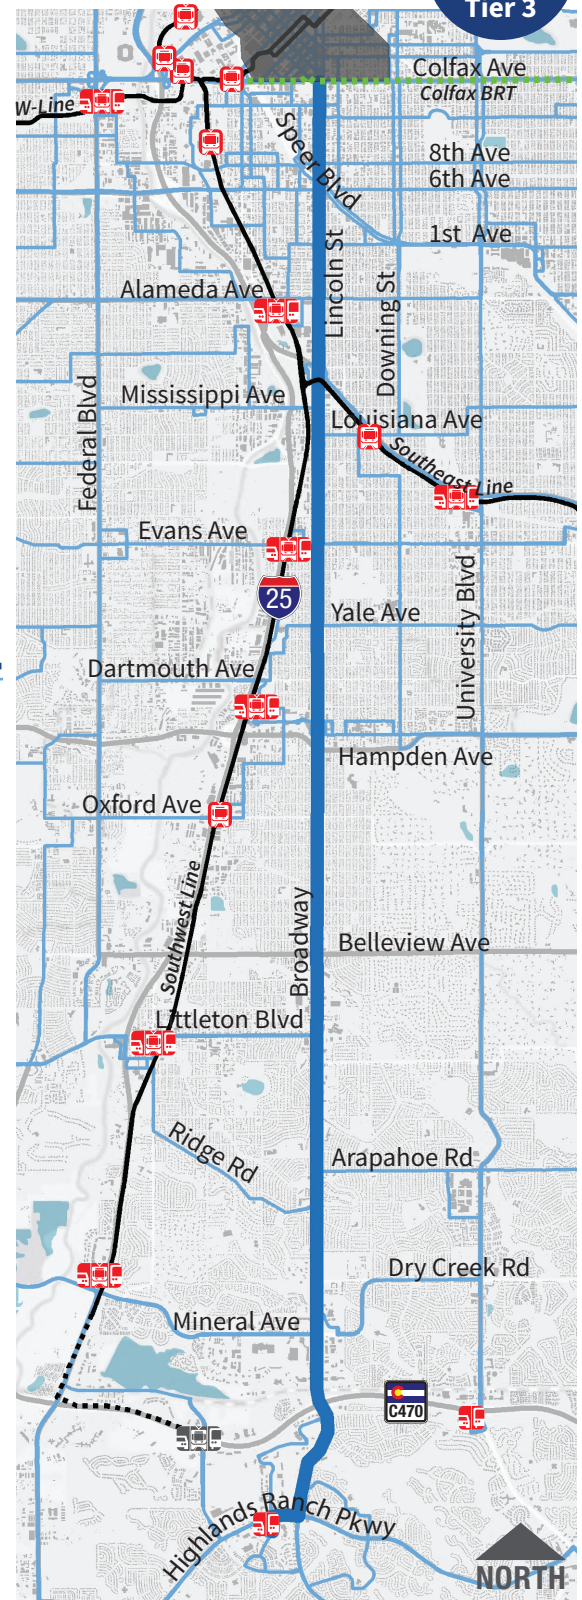 Tier 3
Colfax Ave
Colfax BRT
W-Line
Speer Blvd
8th Ave
6th Ave
1st Ave
Lincoln St
Downing St
Alameda Ave
Federal Blvd
Mississippi Ave
Louisiana Ave
Southeast Line
Evans Ave
25
University Blvd
Yale Ave
Dartmouth Ave
Hampden Ave
Oxford Ave
Southwest Line
Broadway
Belleview Ave
Littleton Blvd
Ridge Rd
Arapahoe Rd
Dry Creek Rd
Mineral Ave
C470
Highlands Ranch Pkwy
NORTH